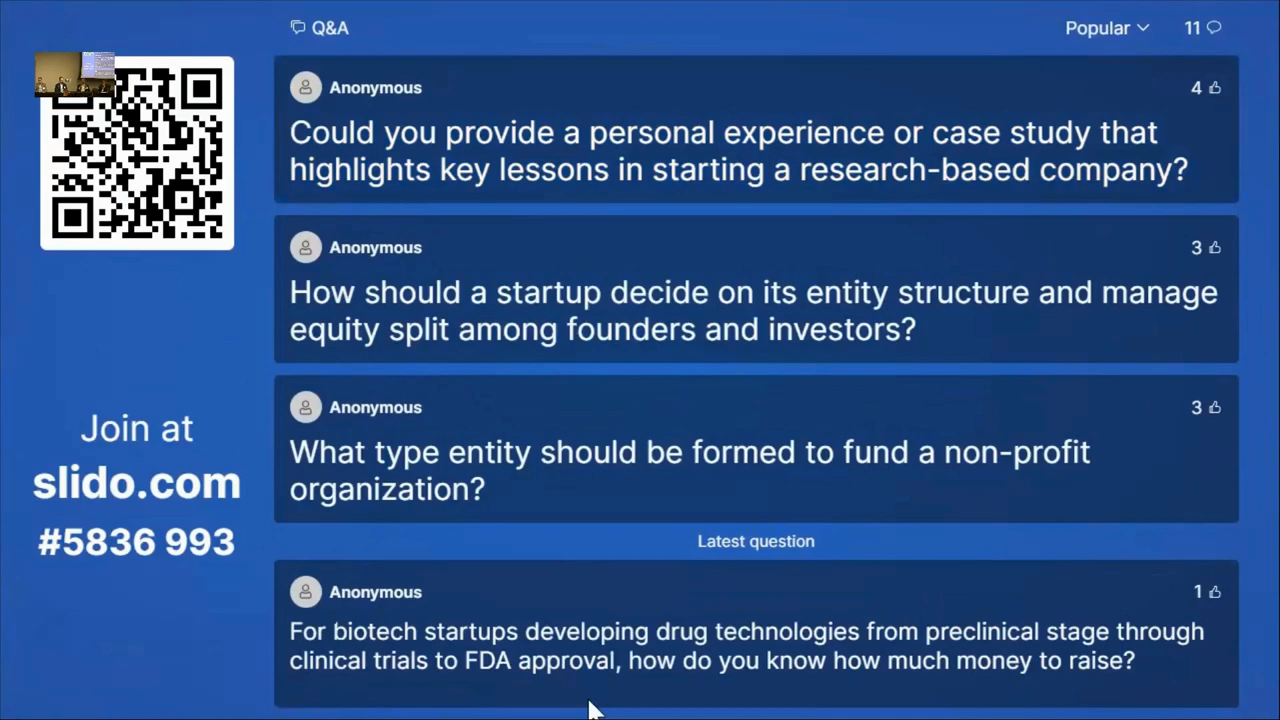 Q&A
Popular
11
Anonymous
4
Could you provide a personal experience or case study that
highlights key lessons in starting a research-based company?
Anonymous
3
How should a startup decide on its entity structure and manage
equity split among founders and investors?
Anonymous
3
What type entity should be formed to fund a non-profit
organization?
Join at
slido.com
#5836 993
Latest question
Anonymous
1
For biotech startups developing drug technologies from preclinical stage through
clinical trials to FDA approval, how do you know how much money to raise?